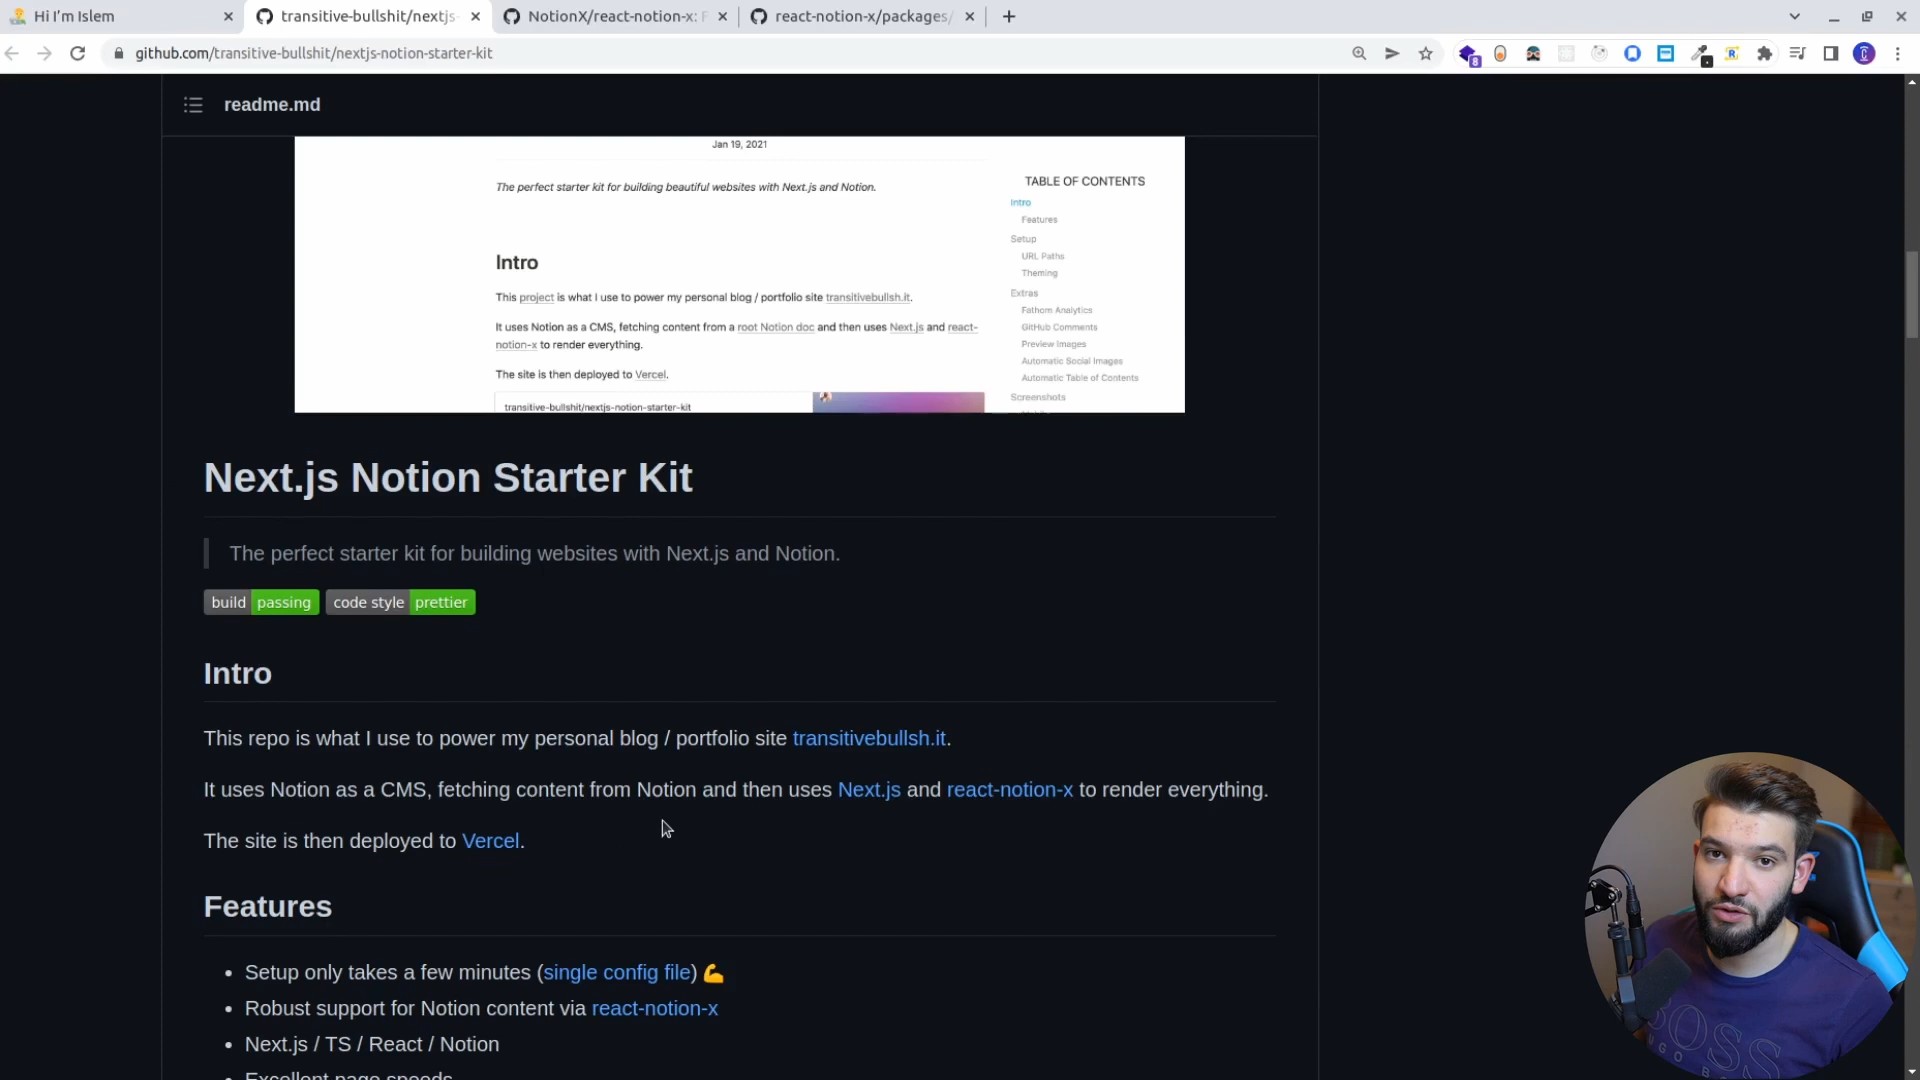 Hi I'm Islem
transitive-bullshit/nextjs-
NotionX/react-notion-x:
react-notion-x/packages/
github.com/transitive-bullshit/nextjs-notion-starter-kit
8
readme.md
Jan 19, 2021
The perfect starter kit for building beautiful websites with Next.js and Notion.
TABLE OF CONTENTS
Intro
Features
Setup
URL Paths
Theming
Extras
Fathom Analytics
GitHub Comments
Preview Images
Automatic Social Images
Automatic Table of Contents
Screenshots
Intro
This project is what I use to power my personal blog / portfolio site transitivebullsh.it.
It uses Notion as a CMS, fetching content from a root Notion doc and then uses Next.js and react-
notion-x to render everything.
The site is then deployed to Vercel.
transitive-bullshit/nextjs-notion-starter-kit
Next.js Notion Starter Kit
The perfect starter kit for building websites with Next.js and Notion.
build passing code style prettier
Intro
This repo is what I use to power my personal blog / portfolio site transitivebullsh.it.
It uses Notion as a CMS, fetching content from Notion and then uses Next.js and react-notion-x to render everything.
The site is then deployed to Vercel.
Features
• Setup only takes a few minutes (single config file) 💪
• Robust support for Notion content via react-notion-x
• Next.js / TS / React / Notion
• Excellent page speeds
BOSS